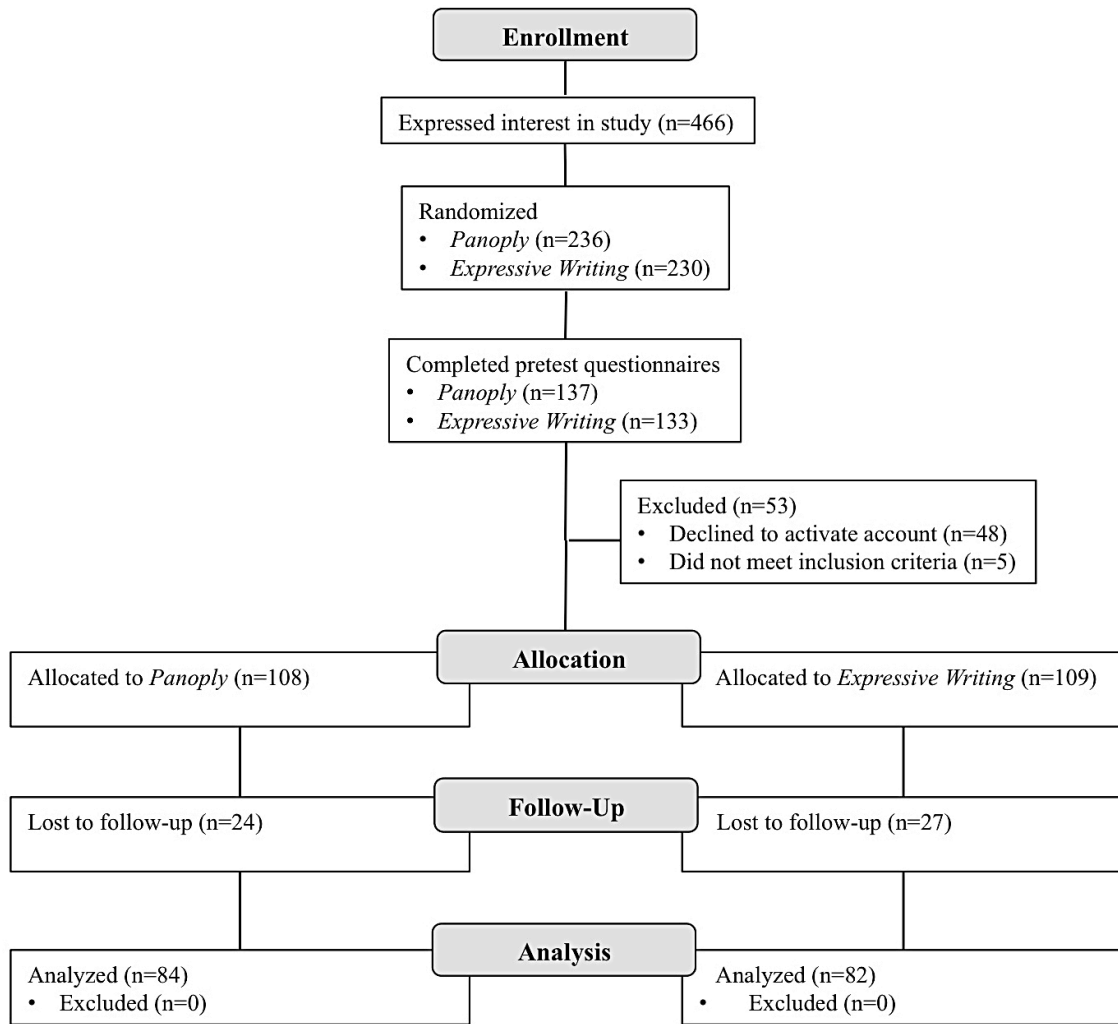 Enrollment
Expressed interest in study (n=466)
Randomized
• Panoply (n=236)
• Expressive Writing (n=230)
Completed pretest questionnaires
• Panoply (n=137)
• Expressive Writing (n=133)
Excluded (n=53)
• Declined to activate account (n=48)
• Did not meet inclusion criteria (n=5)
Allocation
Allocated to Panoply (n=108)
Allocated to Expressive Writing (n=109)
Follow-Up
Lost to follow-up (n=24)
Lost to follow-up (n=27)
Analysis
Analyzed (n=84)
• Excluded (n=0)
Analyzed (n=82)
• Excluded (n=0)